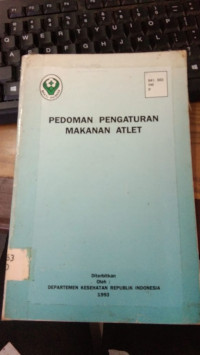 PEDOMAN PENGATURAN
MAKANAN ATLET
Diterbitkan
Oleh :
DEPARTEMEN KESEHATAN REPUBLIK INDONESIA
1993